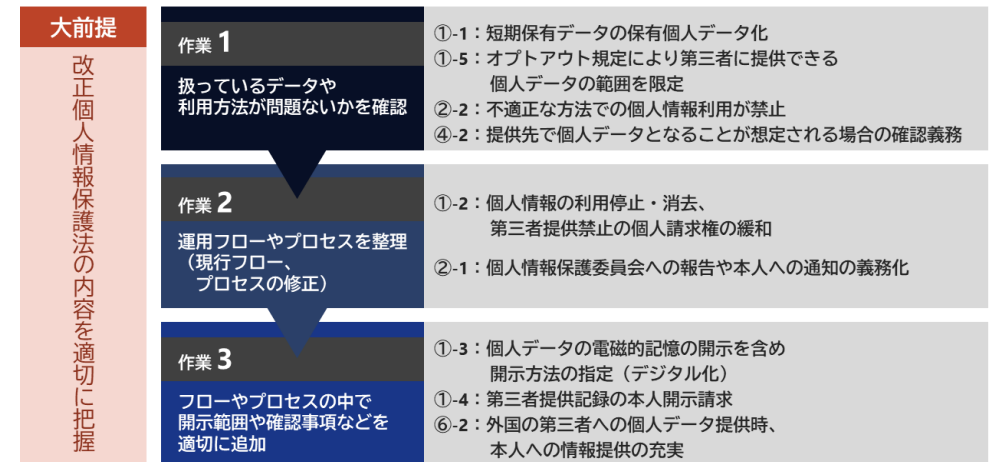 大前提
改正個人情報保護法の内容を適切に把握
作業 1
扱っているデータや
利用方法が問題ないかを確認
①-1：短期保有データの保有個人データ化
①-5：オプトアウト規定により第三者に提供できる
個人データの範囲を限定
②-2：不適正な方法での個人情報利用が禁止
④-2：提供先で個人データとなることが想定される場合の確認義務
作業 2
運用フローやプロセスを整理
（現行フロー、
プロセスの修正）
①-2：個人情報の利用停止・消去、
第三者提供禁止の個人請求権の緩和
②-1：個人情報保護委員会への報告や本人への通知の義務化
作業 3
フローやプロセスの中で
開示範囲や確認事項などを
適切に追加
①-3：個人データの電磁的記憶の開示を含め
開示方法の指定（デジタル化）
①-4：第三者提供記録の本人開示請求
⑥-2：外国の第三者への個人データ提供時、
本人への情報提供の充実